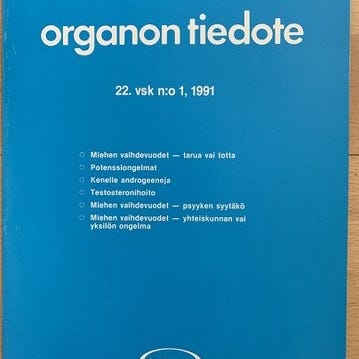 organon tiedote
22. vsk n:o 1, 1991
○ Miehen vaihdevuodet — tarua vai totta
○ Potenssiongelmat
○ Kenelle androgeeneja
○ Testosteronihoito
○ Miehen vaihdevuodet — psyyken syytäkö
○ Miehen vaihdevuodet — yhteiskunnan vai
yksilön ongelma